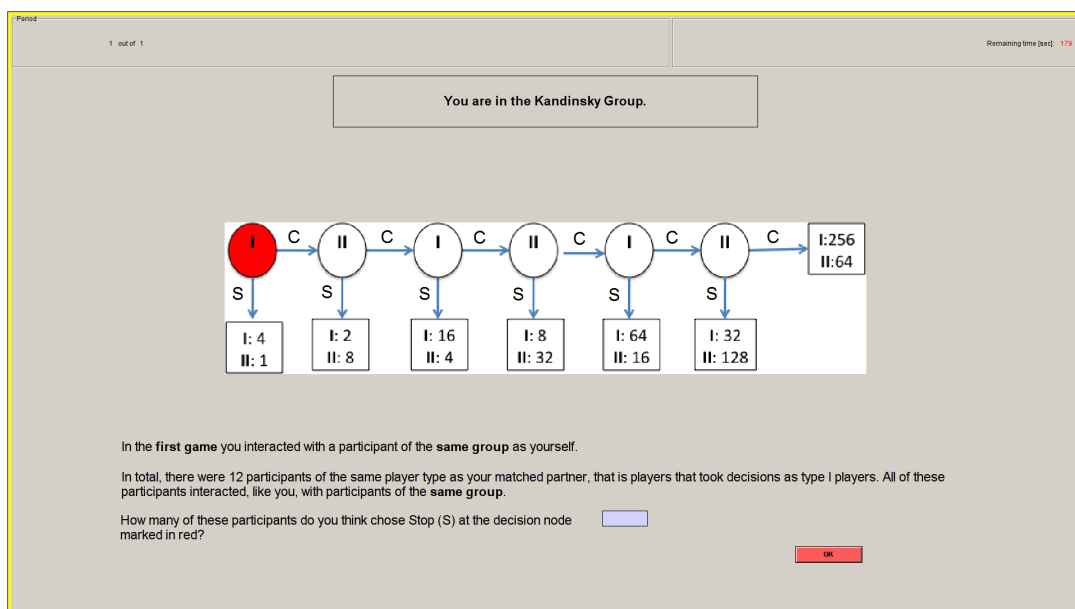 Period
1 out of 1
Remaining time [sec]: 179
You are in the Kandinsky Group.
I C II C I C II C I C II C I:256
II:64
S S S S S S
I: 4 I: 2 I: 16 I: 8 I: 64 I: 32
II: 1 II: 8 II: 4 II: 32 II: 16 II: 128
In the first game you interacted with a participant of the same group as yourself.
In total, there were 12 participants of the same player type as your matched partner, that is players that took decisions as type I players. All of these
participants interacted, like you, with participants of the same group.
How many of these participants do you think chose Stop (S) at the decision node
marked in red?
OK